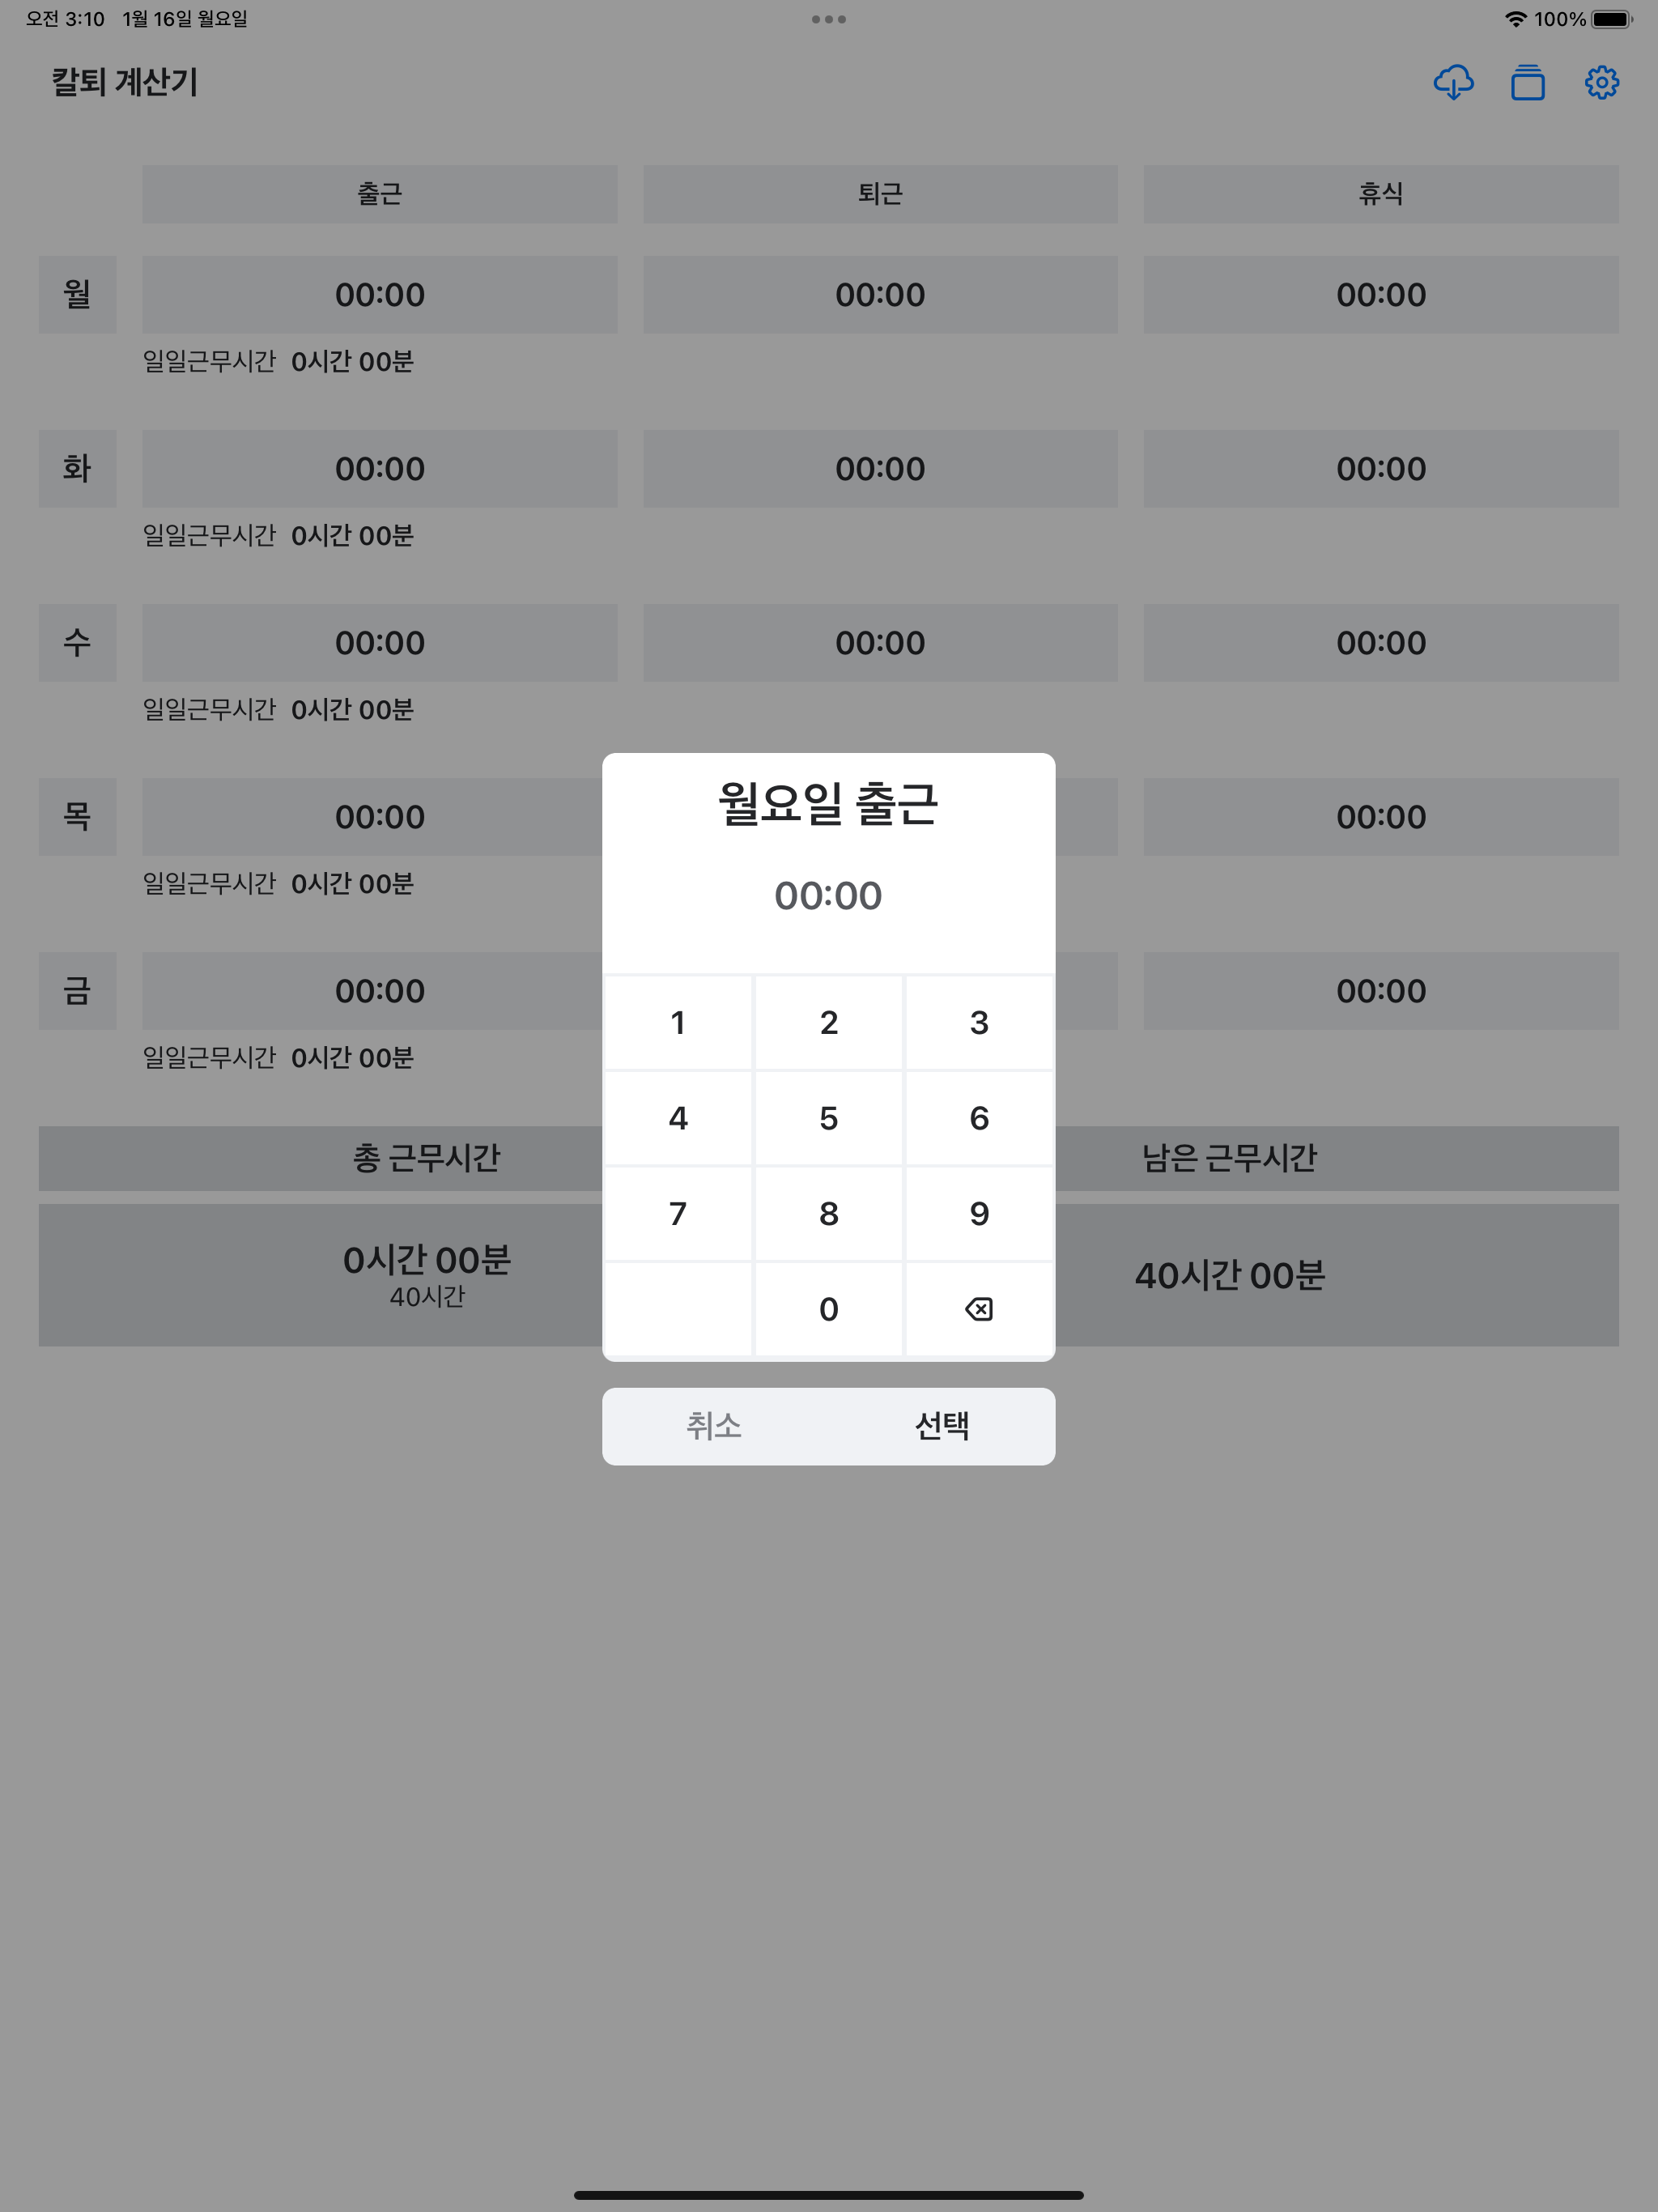 오전 3:10 1월 16일 월요일
100%
칼퇴 계산기
출근 퇴근 휴식
월 00:00 00:00 00:00
일일근무시간 0시간 00분
화 00:00 00:00 00:00
일일근무시간 0시간 00분
수 00:00 00:00 00:00
일일근무시간 0시간 00분
목 00:00 00:00
일일근무시간 0시간 00분
금 00:00 00:00
일일근무시간 0시간 00분
총 근무시간 남은 근무시간
0시간 00분
40시간
40시간 00분
월요일 출근
00:00
1 2 3
4 5 6
7 8 9
0
취소 선택